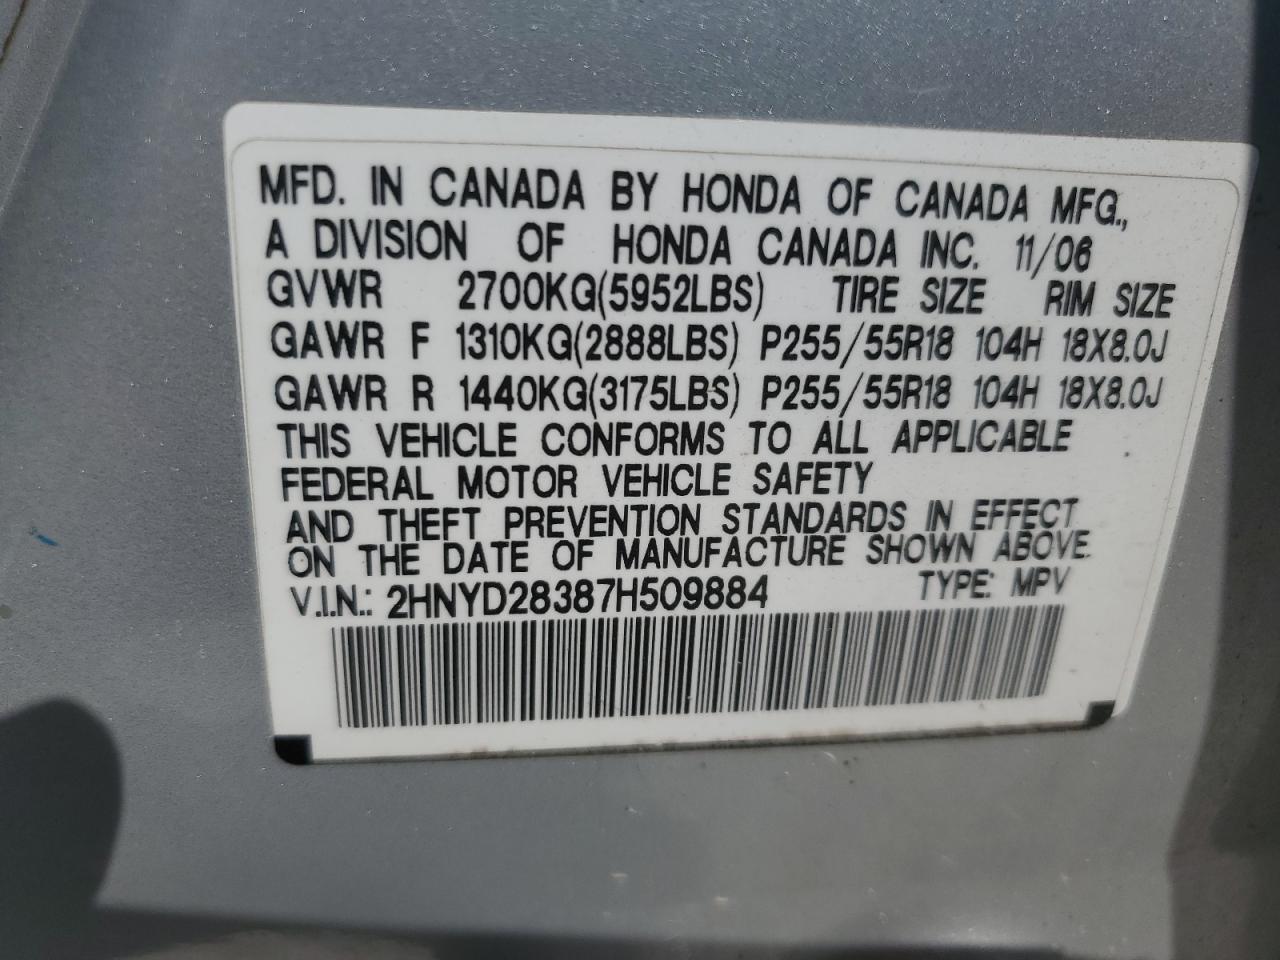 MFD. IN CANADA BY HONDA OF CANADA MFG.,
A DIVISION OF HONDA CANADA INC. 11/06
GVWR 2700KG(5952LBS) TIRE SIZE RIM SIZE
GAWR F 1310KG(2888LBS) P255/55R18 104H 18X8.0J
GAWR R 1440KG(3175LBS) P255/55R18 104H 18X8.0J
THIS VEHICLE CONFORMS TO ALL APPLICABLE
FEDERAL MOTOR VEHICLE SAFETY
AND THEFT PREVENTION STANDARDS IN EFFECT
ON THE DATE OF MANUFACTURE SHOWN ABOVE.
V.I.N.: 2HNYD28387H509884 TYPE: MPV